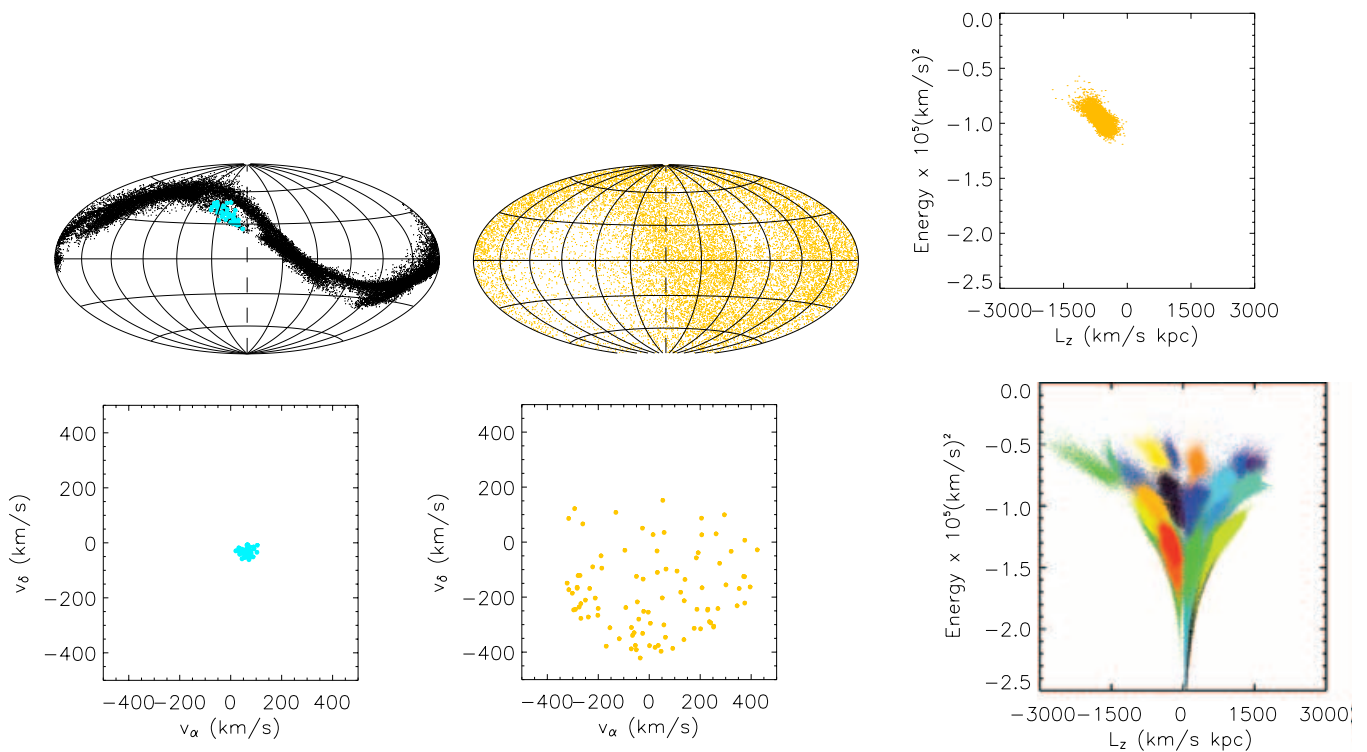 0.0
−0.5
−1.0
−1.5
−2.0
−2.5
Energy x 10⁵(km/s)²
−3000−1500 0 1500 3000
L_z (km/s kpc)
400
200
0
−200
−400
v_δ (km/s)
−400−200 0 200 400
v_α (km/s)
400
200
0
−200
−400
v_δ (km/s)
−400−200 0 200 400
v_α (km/s)
0.0
−0.5
−1.0
−1.5
−2.0
−2.5
Energy x 10⁵(km/s)²
−3000−1500 0 1500 3000
L_z (km/s kpc)